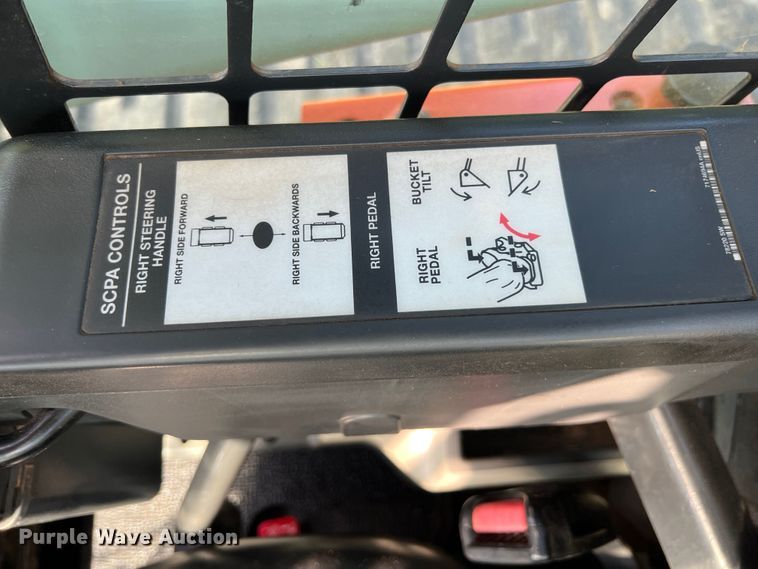 SCPA CONTROLS
RIGHT STEERING
HANDLE
RIGHT SIDE FORWARD
RIGHT SIDE BACKWARDS
RIGHT PEDAL
BUCKET
TILT
RIGHT
PEDAL
Purple Wave Auction®